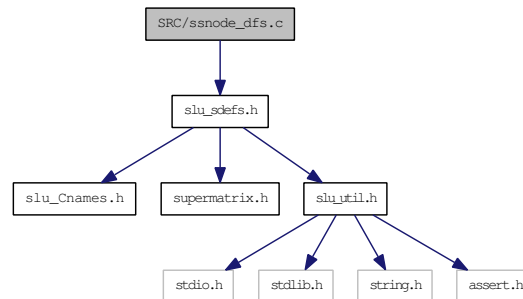 SRC/ssnode_dfs.c
slu_sdefs.h
slu_Cnames.h supermatrix.h slu_util.h
stdio.h stdlib.h string.h assert.h